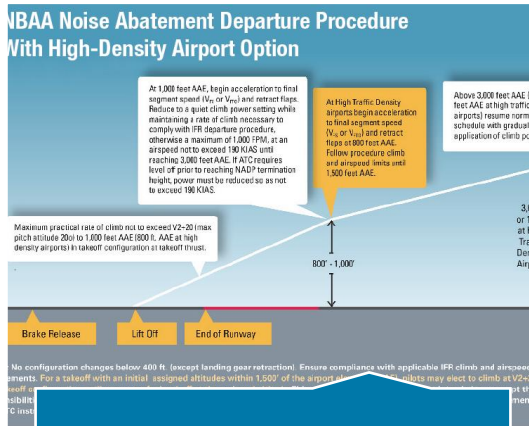 NBAA Noise Abatement Departure Procedure
With High-Density Airport Option
At 1,000 feet AAE, begin acceleration to final
segment speed (Vfs or Vfto) and retract flaps.
Reduce to a quiet climb power setting while
maintaining a rate of climb necessary to
comply with IFR departure procedure,
otherwise a maximum of 1,000 FPM, at an
airspeed not to exceed 190 KIAS until
reaching 3,000 feet AAE. If ATC requires
level off prior to reaching NADP termination
height, power must be reduced so as not
to exceed 190 KIAS.
At High Traffic Density
airports begin acceleration
to final segment speed
and retract
flaps at 800 feet AAE.
Follow procedure climb
and airspeed limits until
1,500 feet AAE.
Above 3,000 feet AAE (
feet AAE at high traffic
airports) resume norm
schedule with gradual
application of climb po
Maximum practical rate of climb not to exceed V2+20 (max
pitch attitude 20o) to 1,000 feet AAE (800 ft. AAE at high
density airports) in takeoff configuration at takeoff thrust.
3,
or 1
at H
Tra
Den
Airp
800' - 1,000'
Brake Release
Lift Off
End of Runway
No configuration changes below 400 ft. (except landing gear retraction). Ensure compliance with applicable IFR climb and airspeed
ements. For a takeoff with an initial assigned altitudes within 1,500' of the airport pilots may elect to climb at V2+